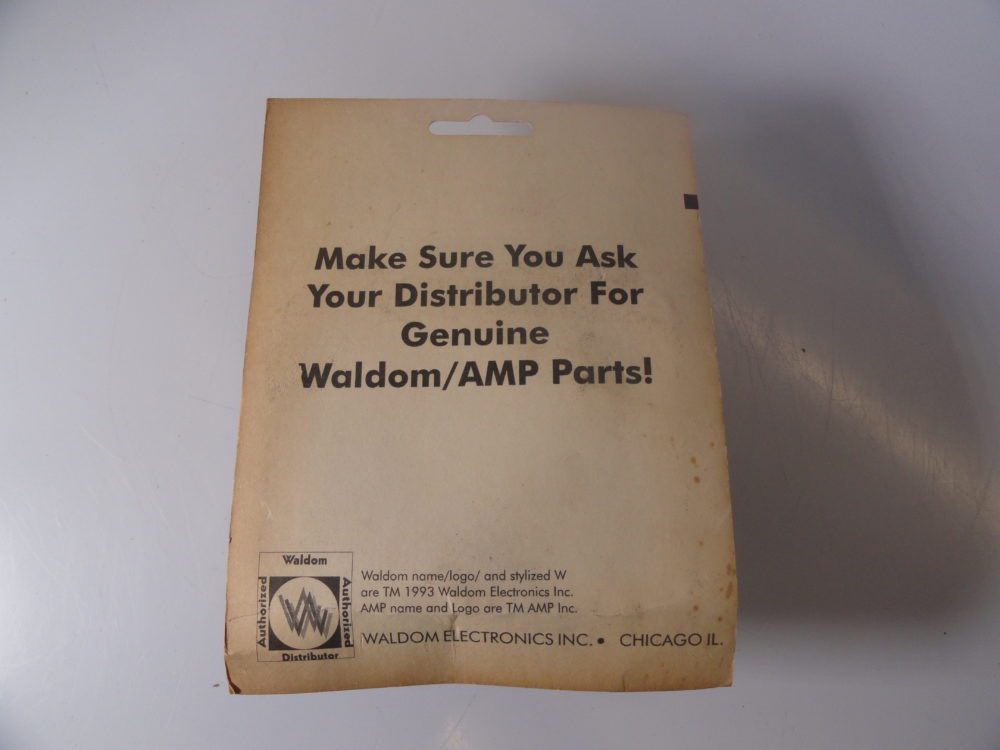 Make Sure You Ask
Your Distributor For
Genuine
Waldom/AMP Parts!
Waldom
Authorized
Authorized
Distributor
Waldom name/logo/ and stylized W
are TM 1993 Waldom Electronics Inc.
AMP name and Logo are TM AMP Inc.
WALDOM ELECTRONICS INC. • CHICAGO IL.